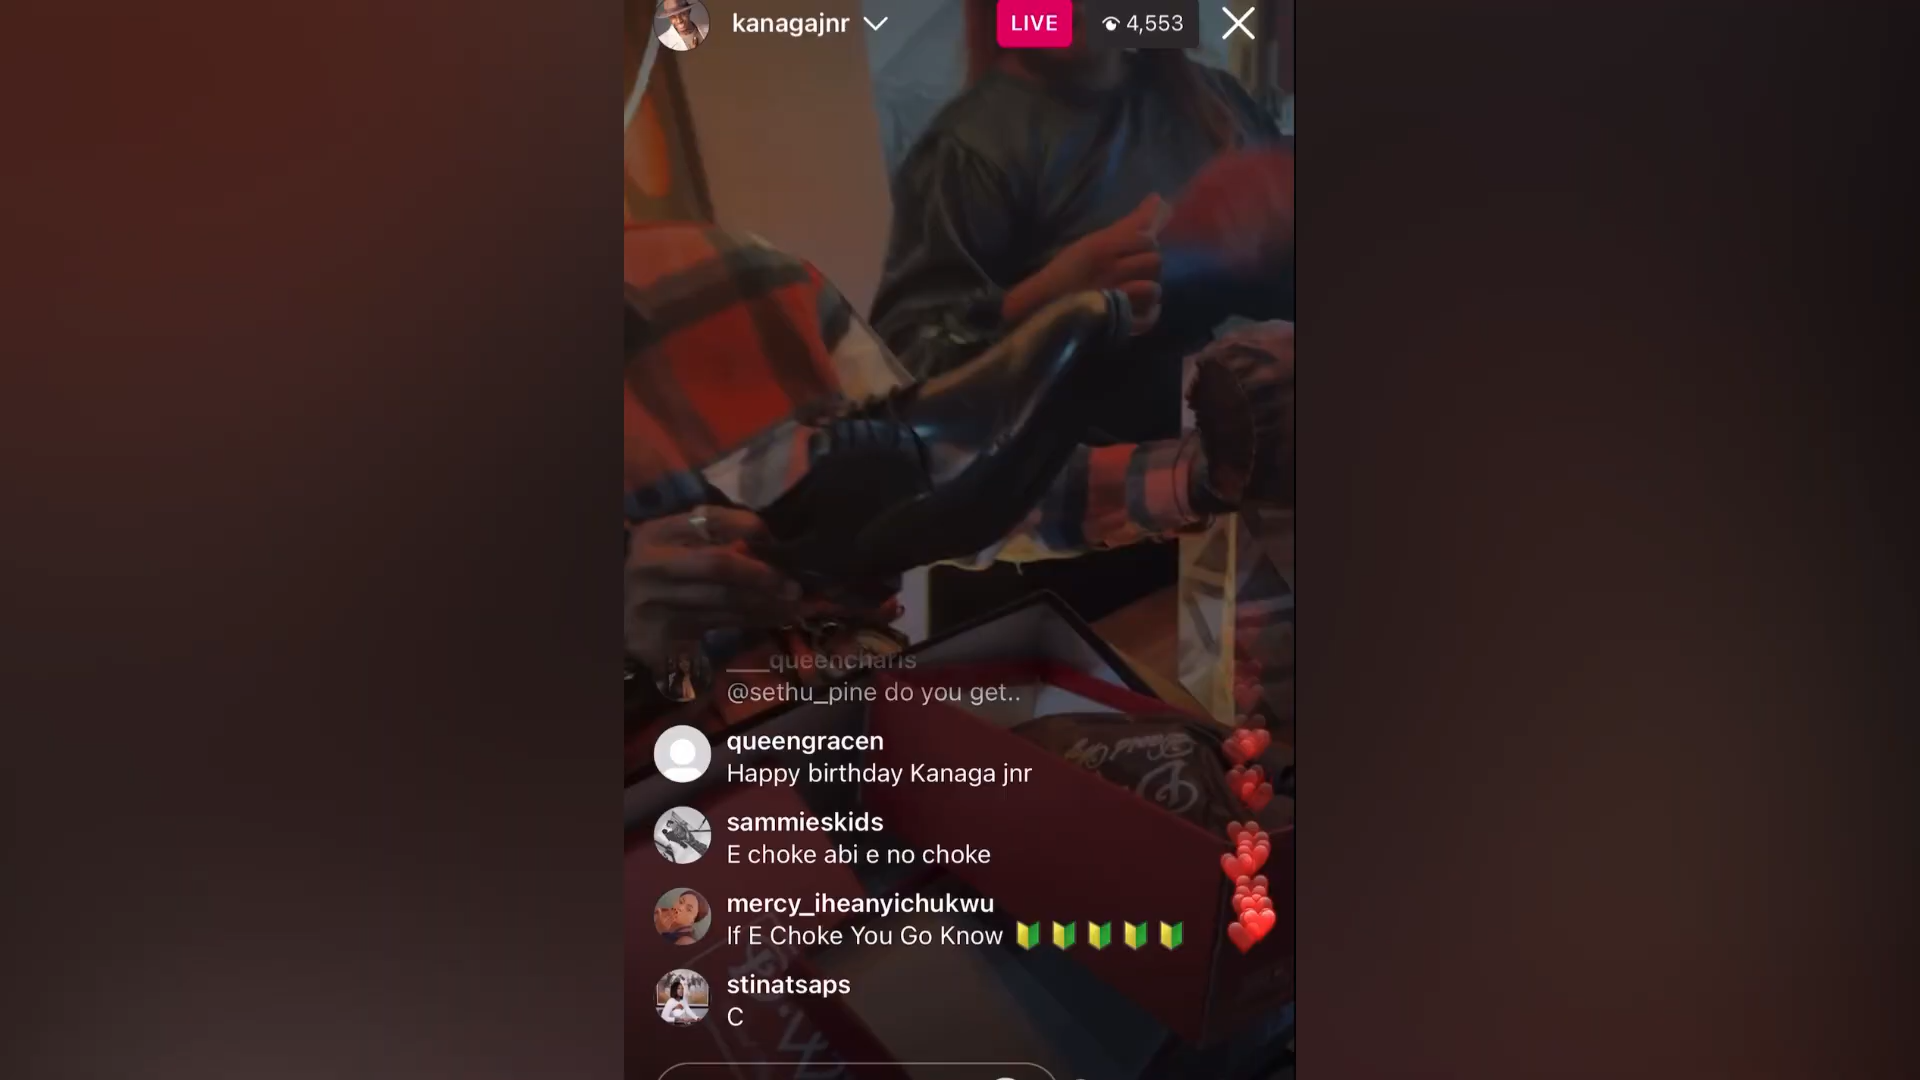 kanagajnr
LIVE
4,553
___queencharis
@sethu_pine do you get..
queengracen
Happy birthday Kanaga jnr
sammieskids
E choke abi e no choke
mercy_iheanyichukwu
If E Choke You Go Know 🔰 🔰 🔰 🔰 🔰
stinatsaps
C